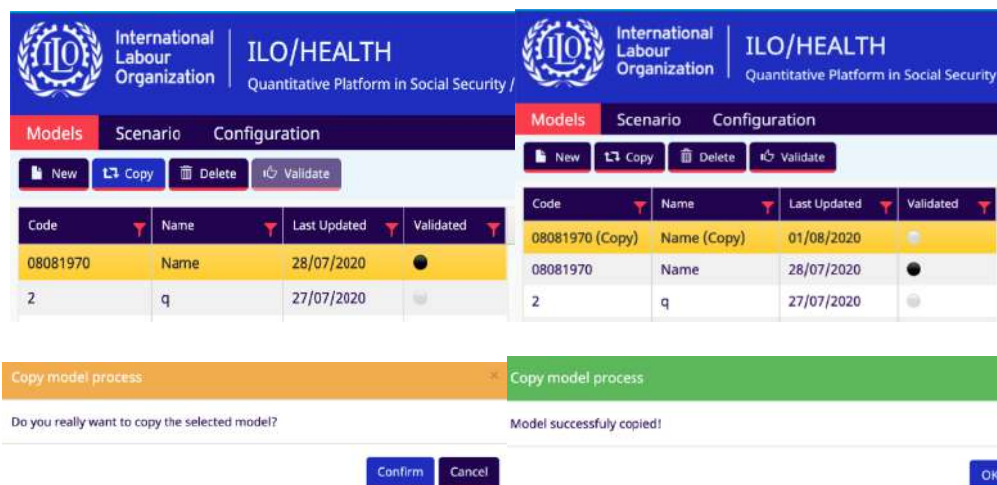 International
Labour
Organization
ILO/HEALTH
Quantitative Platform in Social Security /
Models Scenario Configuration
New Copy Delete Validate
Code Name Last Updated Validated
08081970 Name 28/07/2020
2 q 27/07/2020
International
Labour
Organization
ILO/HEALTH
Quantitative Platform in Social Security
Models Scenario Configuration
New Copy Delete Validate
Code Name Last Updated Validated
08081970 (Copy) Name (Copy) 01/08/2020
08081970 Name 28/07/2020
2 q 27/07/2020
Copy model process ×
Do you really want to copy the selected model?
Confirm Cancel
Copy model process
Model successfuly copied!
OK